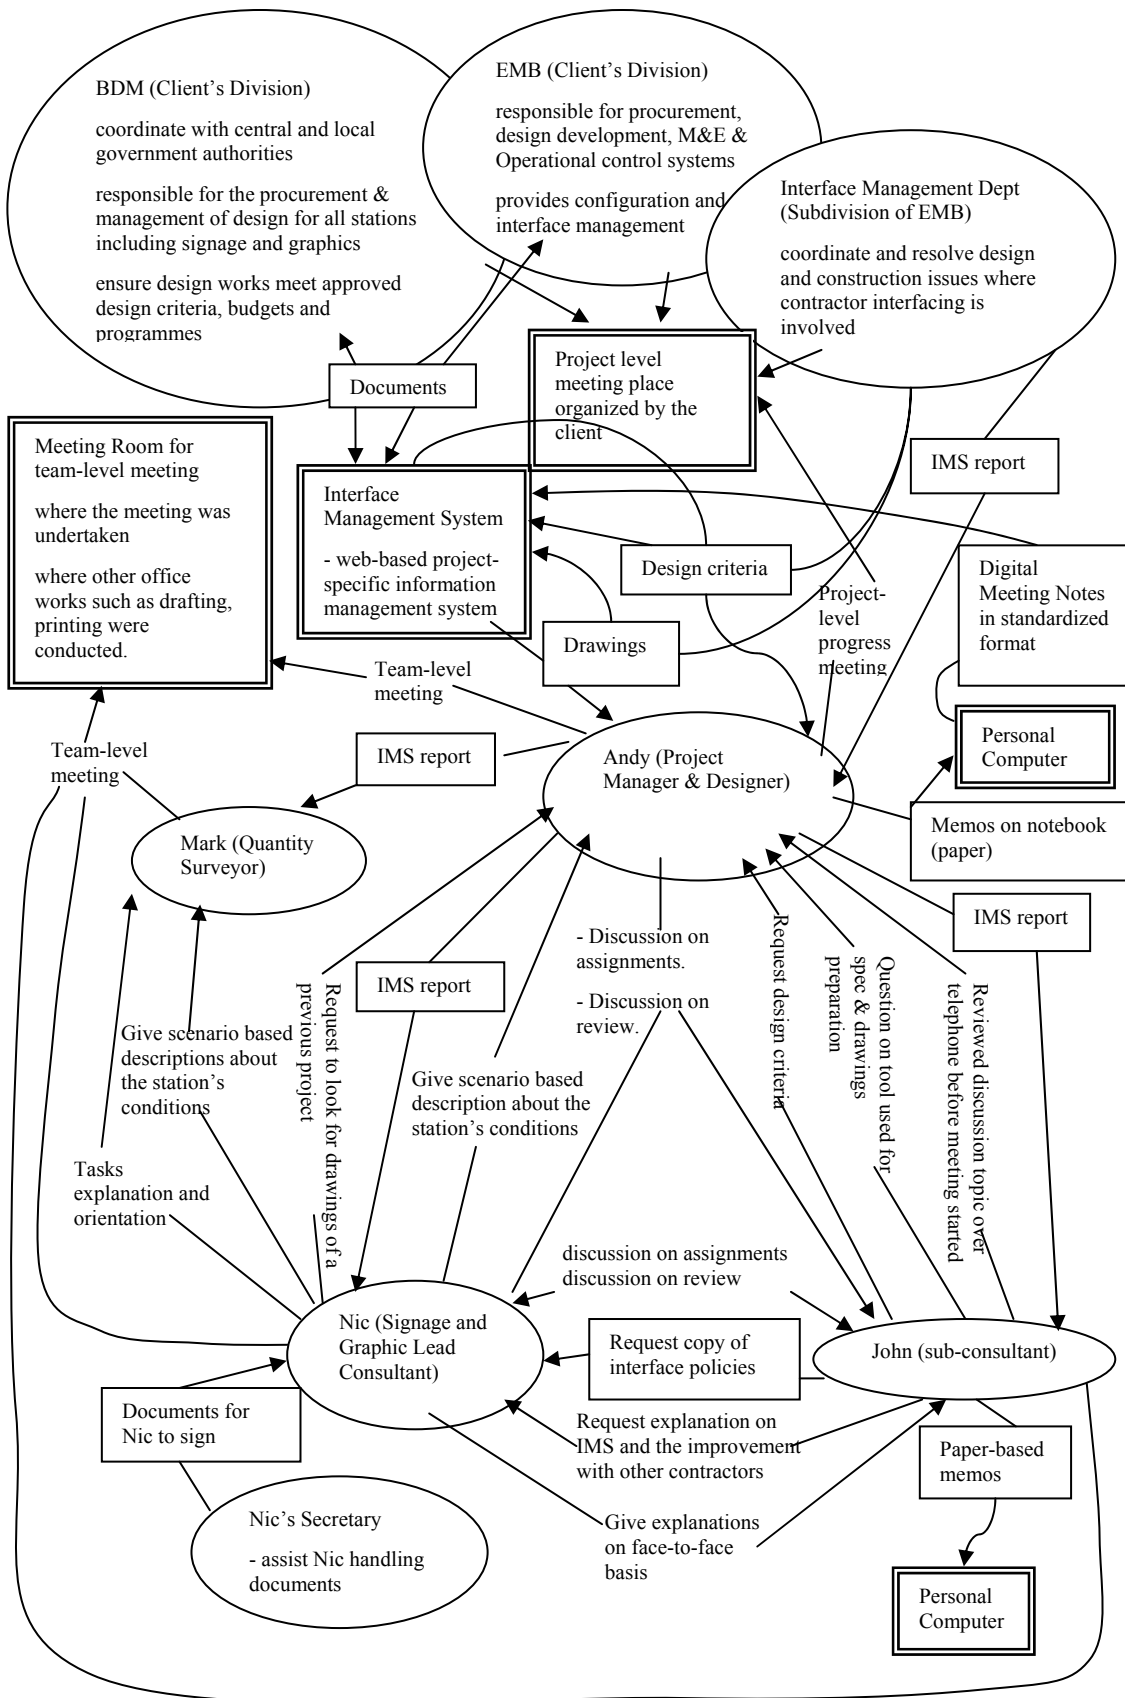 BDM (Client's Division)
coordinate with central and local
government authorities
responsible for the procurement &
management of design for all stations
including signage and graphics
ensure design works meet approved
design criteria, budgets and
programmes
EMB (Client's Division)
responsible for procurement,
design development, M&E &
Operational control systems
provides configuration and
interface management
Interface Management Dept
(Subdivision of EMB)
coordinate and resolve design
and construction issues where
contractor interfacing is
involved
Documents
Project level
meeting place
organized by the
client
Meeting Room for
team-level meeting
where the meeting was
undertaken
where other office
works such as drafting,
printing were
conducted.
Interface
Management System
- web-based project-
specific information
management system
IMS report
Design criteria
Digital
Meeting Notes
in standardized
format
Project-
level
progress
meeting
Drawings
Team-level
meeting
Team-level
meeting
IMS report
Andy (Project
Manager & Designer)
Personal
Computer
Memos on notebook
(paper)
Mark (Quantity
Surveyor)
IMS report
- Discussion on
assignments.
- Discussion on
review.
IMS report
Request to look for drawings of a
previous project
Request design criteria
Question on tool used for
spec & drawings
preparation
Reviewed discussion topic over
telephone before meeting started
Give scenario based
descriptions about
the station's
conditions
Give scenario based
description about the
station's conditions
Tasks
explanation and
orientation
discussion on assignments
discussion on review
Nic (Signage and
Graphic Lead
Consultant)
Request copy of
interface policies
John (sub-consultant)
Documents for
Nic to sign
Request explanation on
IMS and the improvement
with other contractors
Paper-based
memos
Nic's Secretary
- assist Nic handling
documents
Give explanations
on face-to-face
basis
Personal
Computer